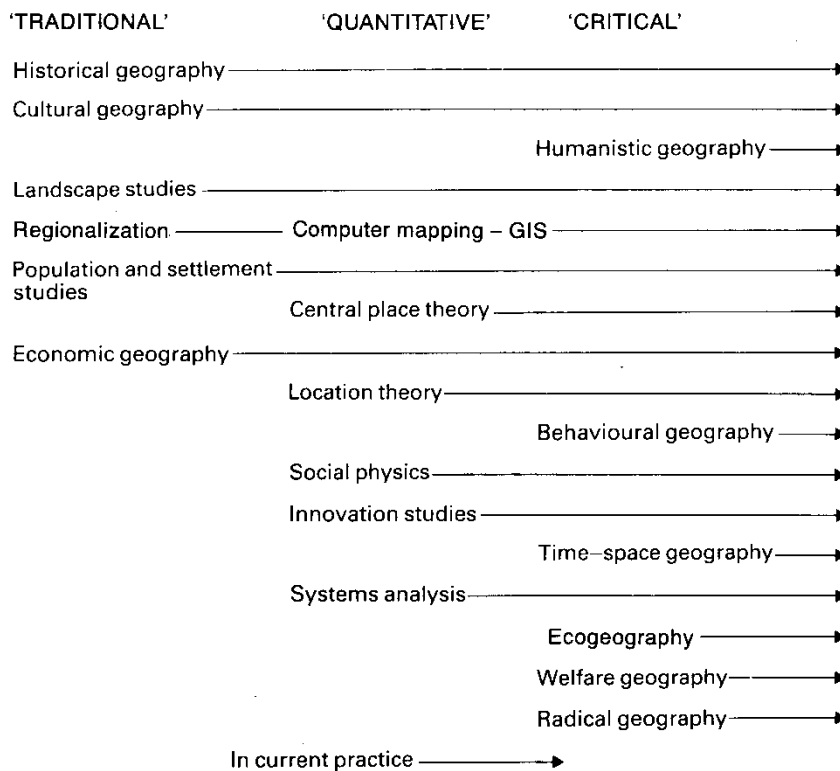 'TRADITIONAL' 'QUANTITATIVE' 'CRITICAL'
Historical geography
Cultural geography
Humanistic geography
Landscape studies
Regionalization Computer mapping – GIS
Population and settlement
studies
Central place theory
Economic geography
Location theory
Behavioural geography
Social physics
Innovation studies
Time–space geography
Systems analysis
Ecogeography
Welfare geography
Radical geography
In current practice